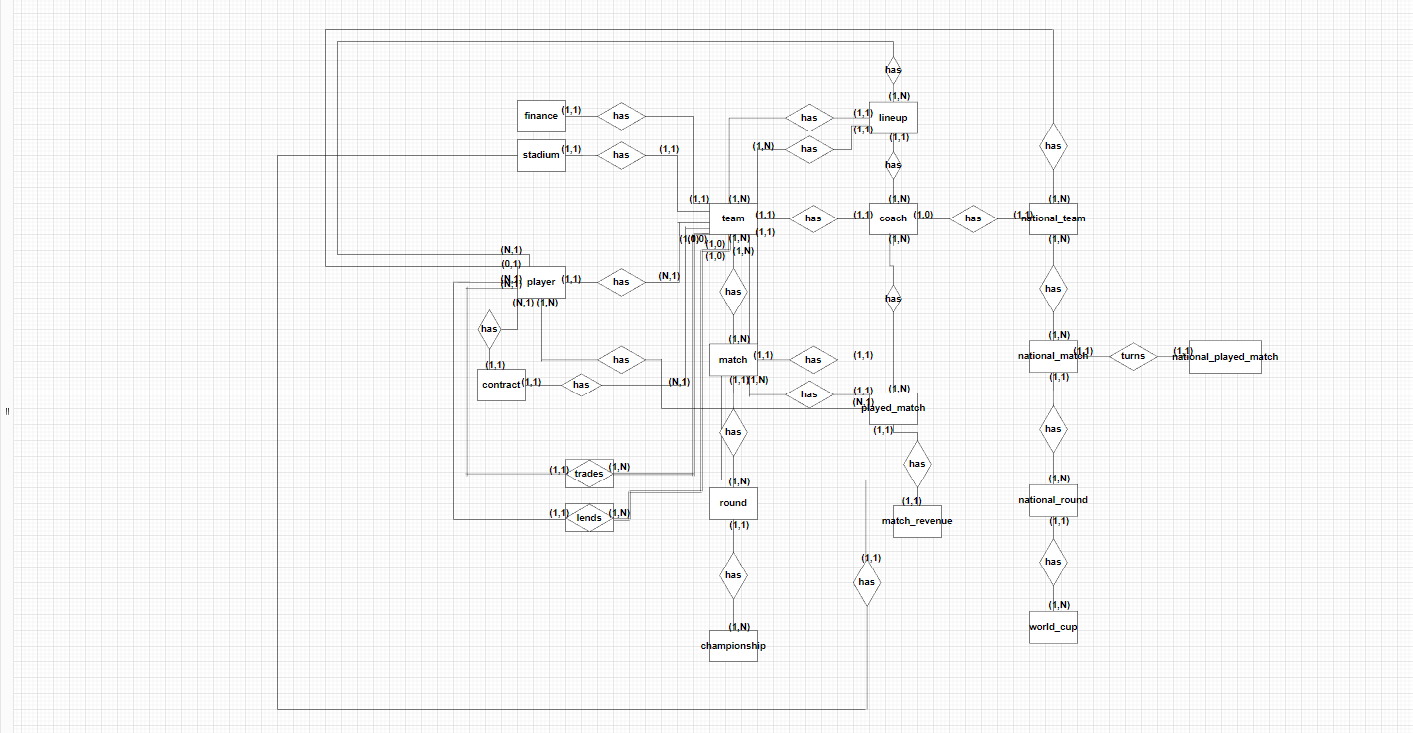 has
(1,N)
finance
(1,1)
has
has
(1,1)
lineup
(1,1)
(1,1)
has
(1,N)
has
stadium
(1,1)
has
(1,1)
has
has
(1,1)
(1,N)
(1,N)
(1,N)
team
(1,1)
has
(1,1)
coach
(1,0)
has
(1,1)
national_team
(1,1)
(1,0)
(1,N)
(1,N)
(1,N)
(1,0)
(1,N)
(N,1)
(0,1)
(N,1)
(N,1)
player
(1,1)
has
(N,1)
has
has
has
(N,1)
(1,N)
has
(1,N)
(1,N)
match
(1,1)
has
(1,1)
national_match
(1,1)
turns
(1,1)
national_played_match
has
(1,1)
contract
(1,1)
has
(N,1)
(1,1)
(1,N)
has
(1,1)
(1,N)
(1,1)
(N,1)
played_match
(1,1)
has
has
(1,1)
trades
(1,N)
has
(1,N)
(1,N)
round
national_round
(1,1)
match_revenue
(1,1)
lends
(1,N)
(1,1)
(1,1)
has
(1,1)
has
has
(1,N)
championship
(1,N)
world_cup